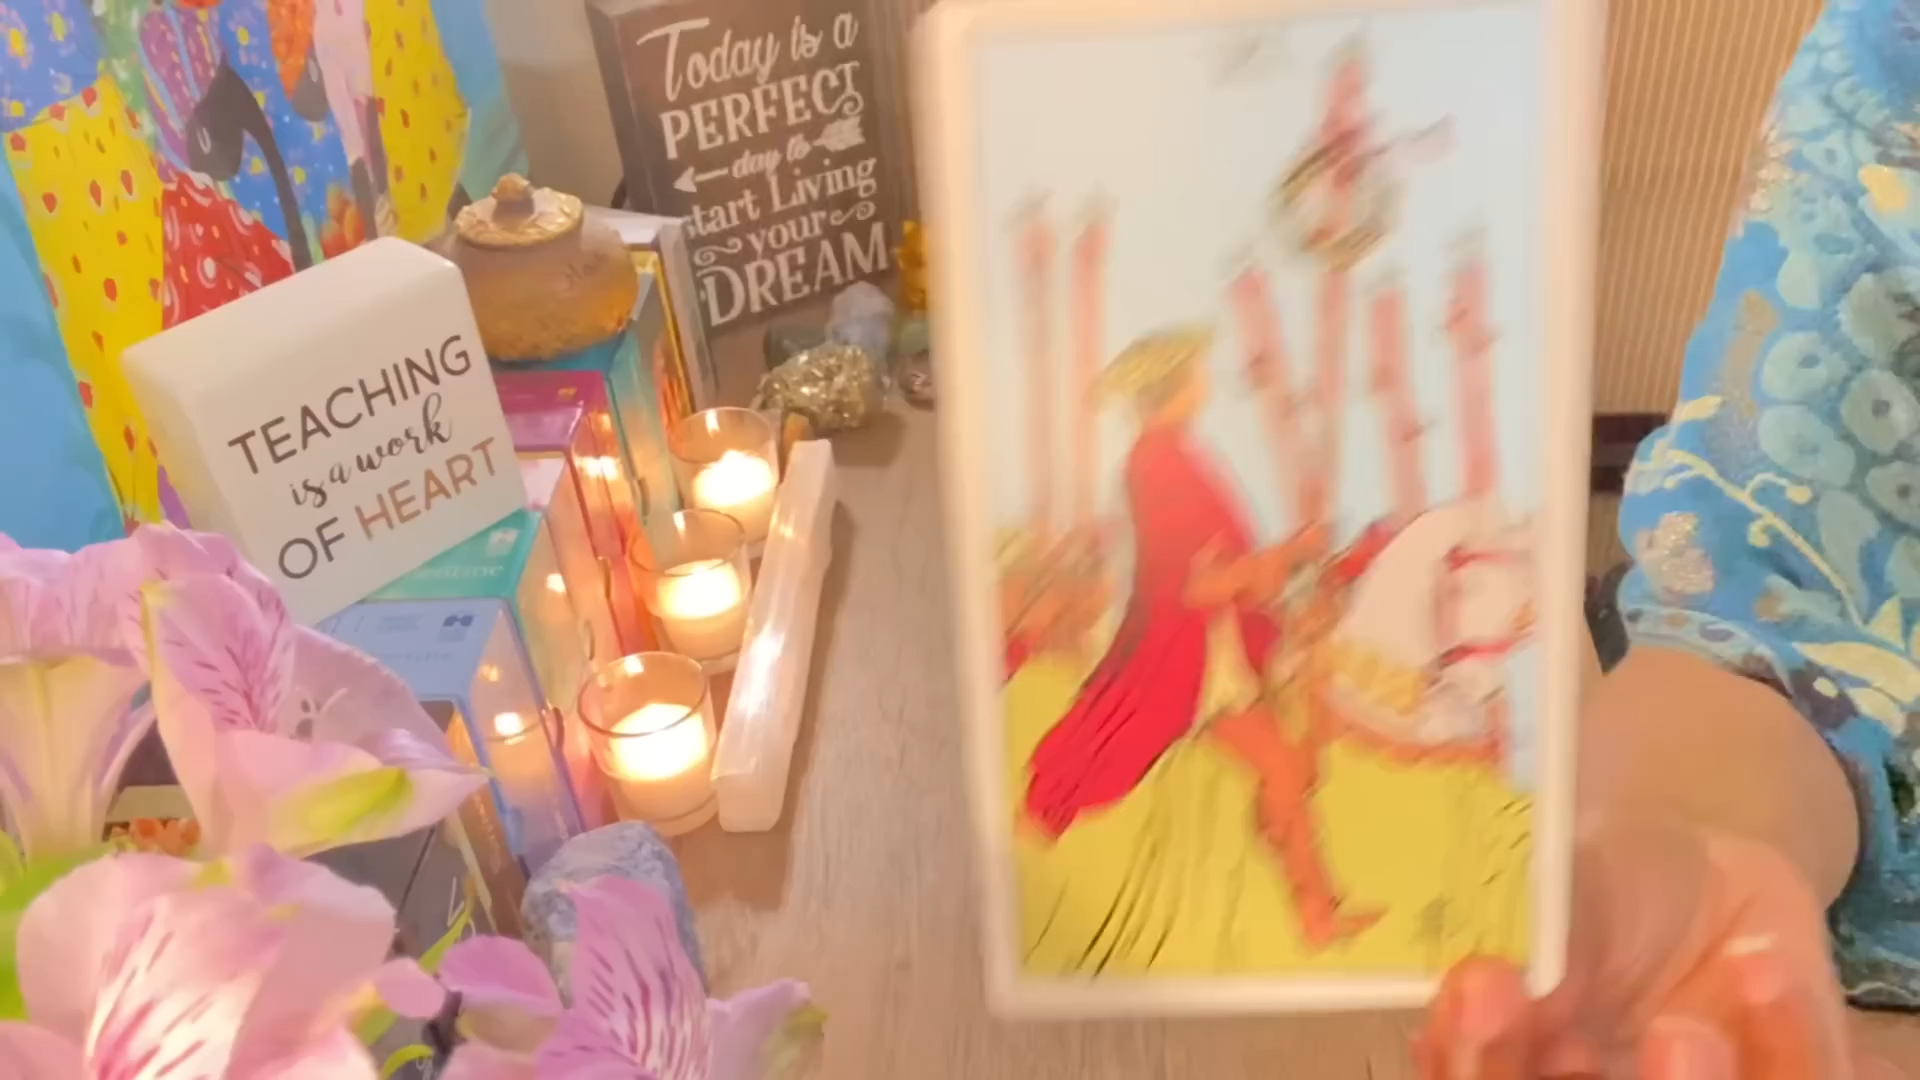 Today is a
PERFECT
day to
start Living
your
DREAM
TEACHING
is a work
OF HEART